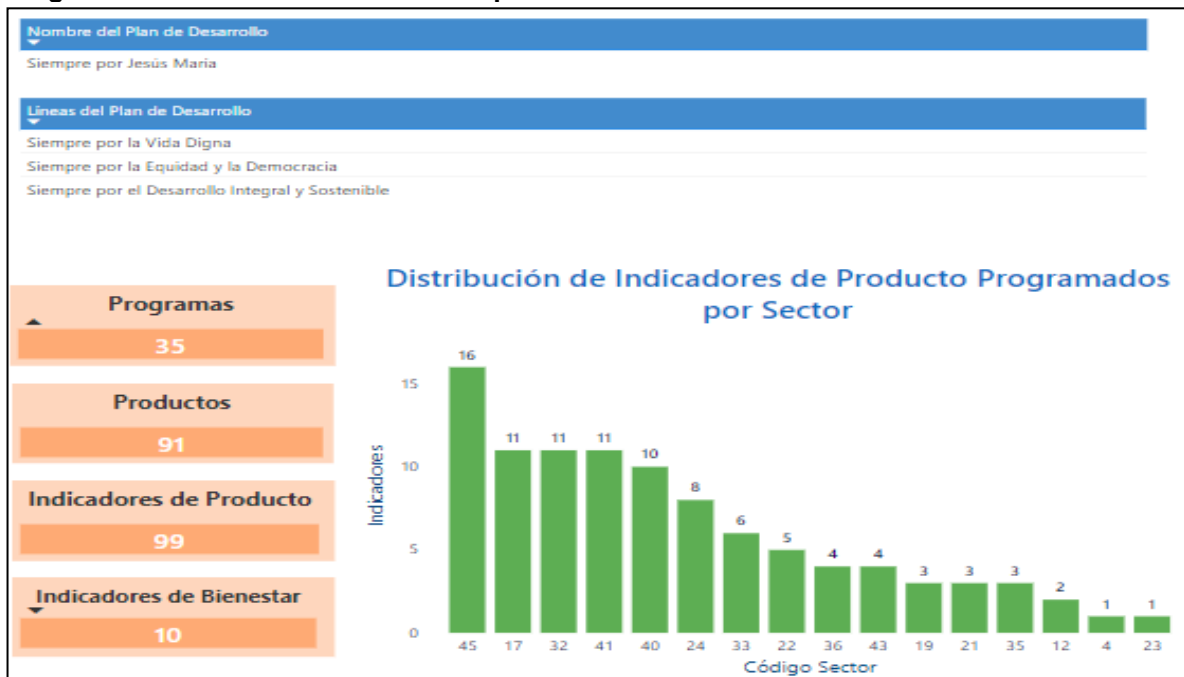 Nombre del Plan de Desarrollo
Siempre por Jesús María
Líneas del Plan de Desarrollo
Siempre por la Vida Digna
Siempre por la Equidad y la Democracia
Siempre por el Desarrollo Integral y Sostenible
Programas
35
Productos
91
Indicadores de Producto
99
Indicadores de Bienestar
10
Distribución de Indicadores de Producto Programados
por Sector
Indicadores
15
10
5
0
16 11 11 11 10 8 6 5 4 4 3 3 3 2 1 1
45 17 32 41 40 24 33 22 36 43 19 21 35 12 4 23
Código Sector